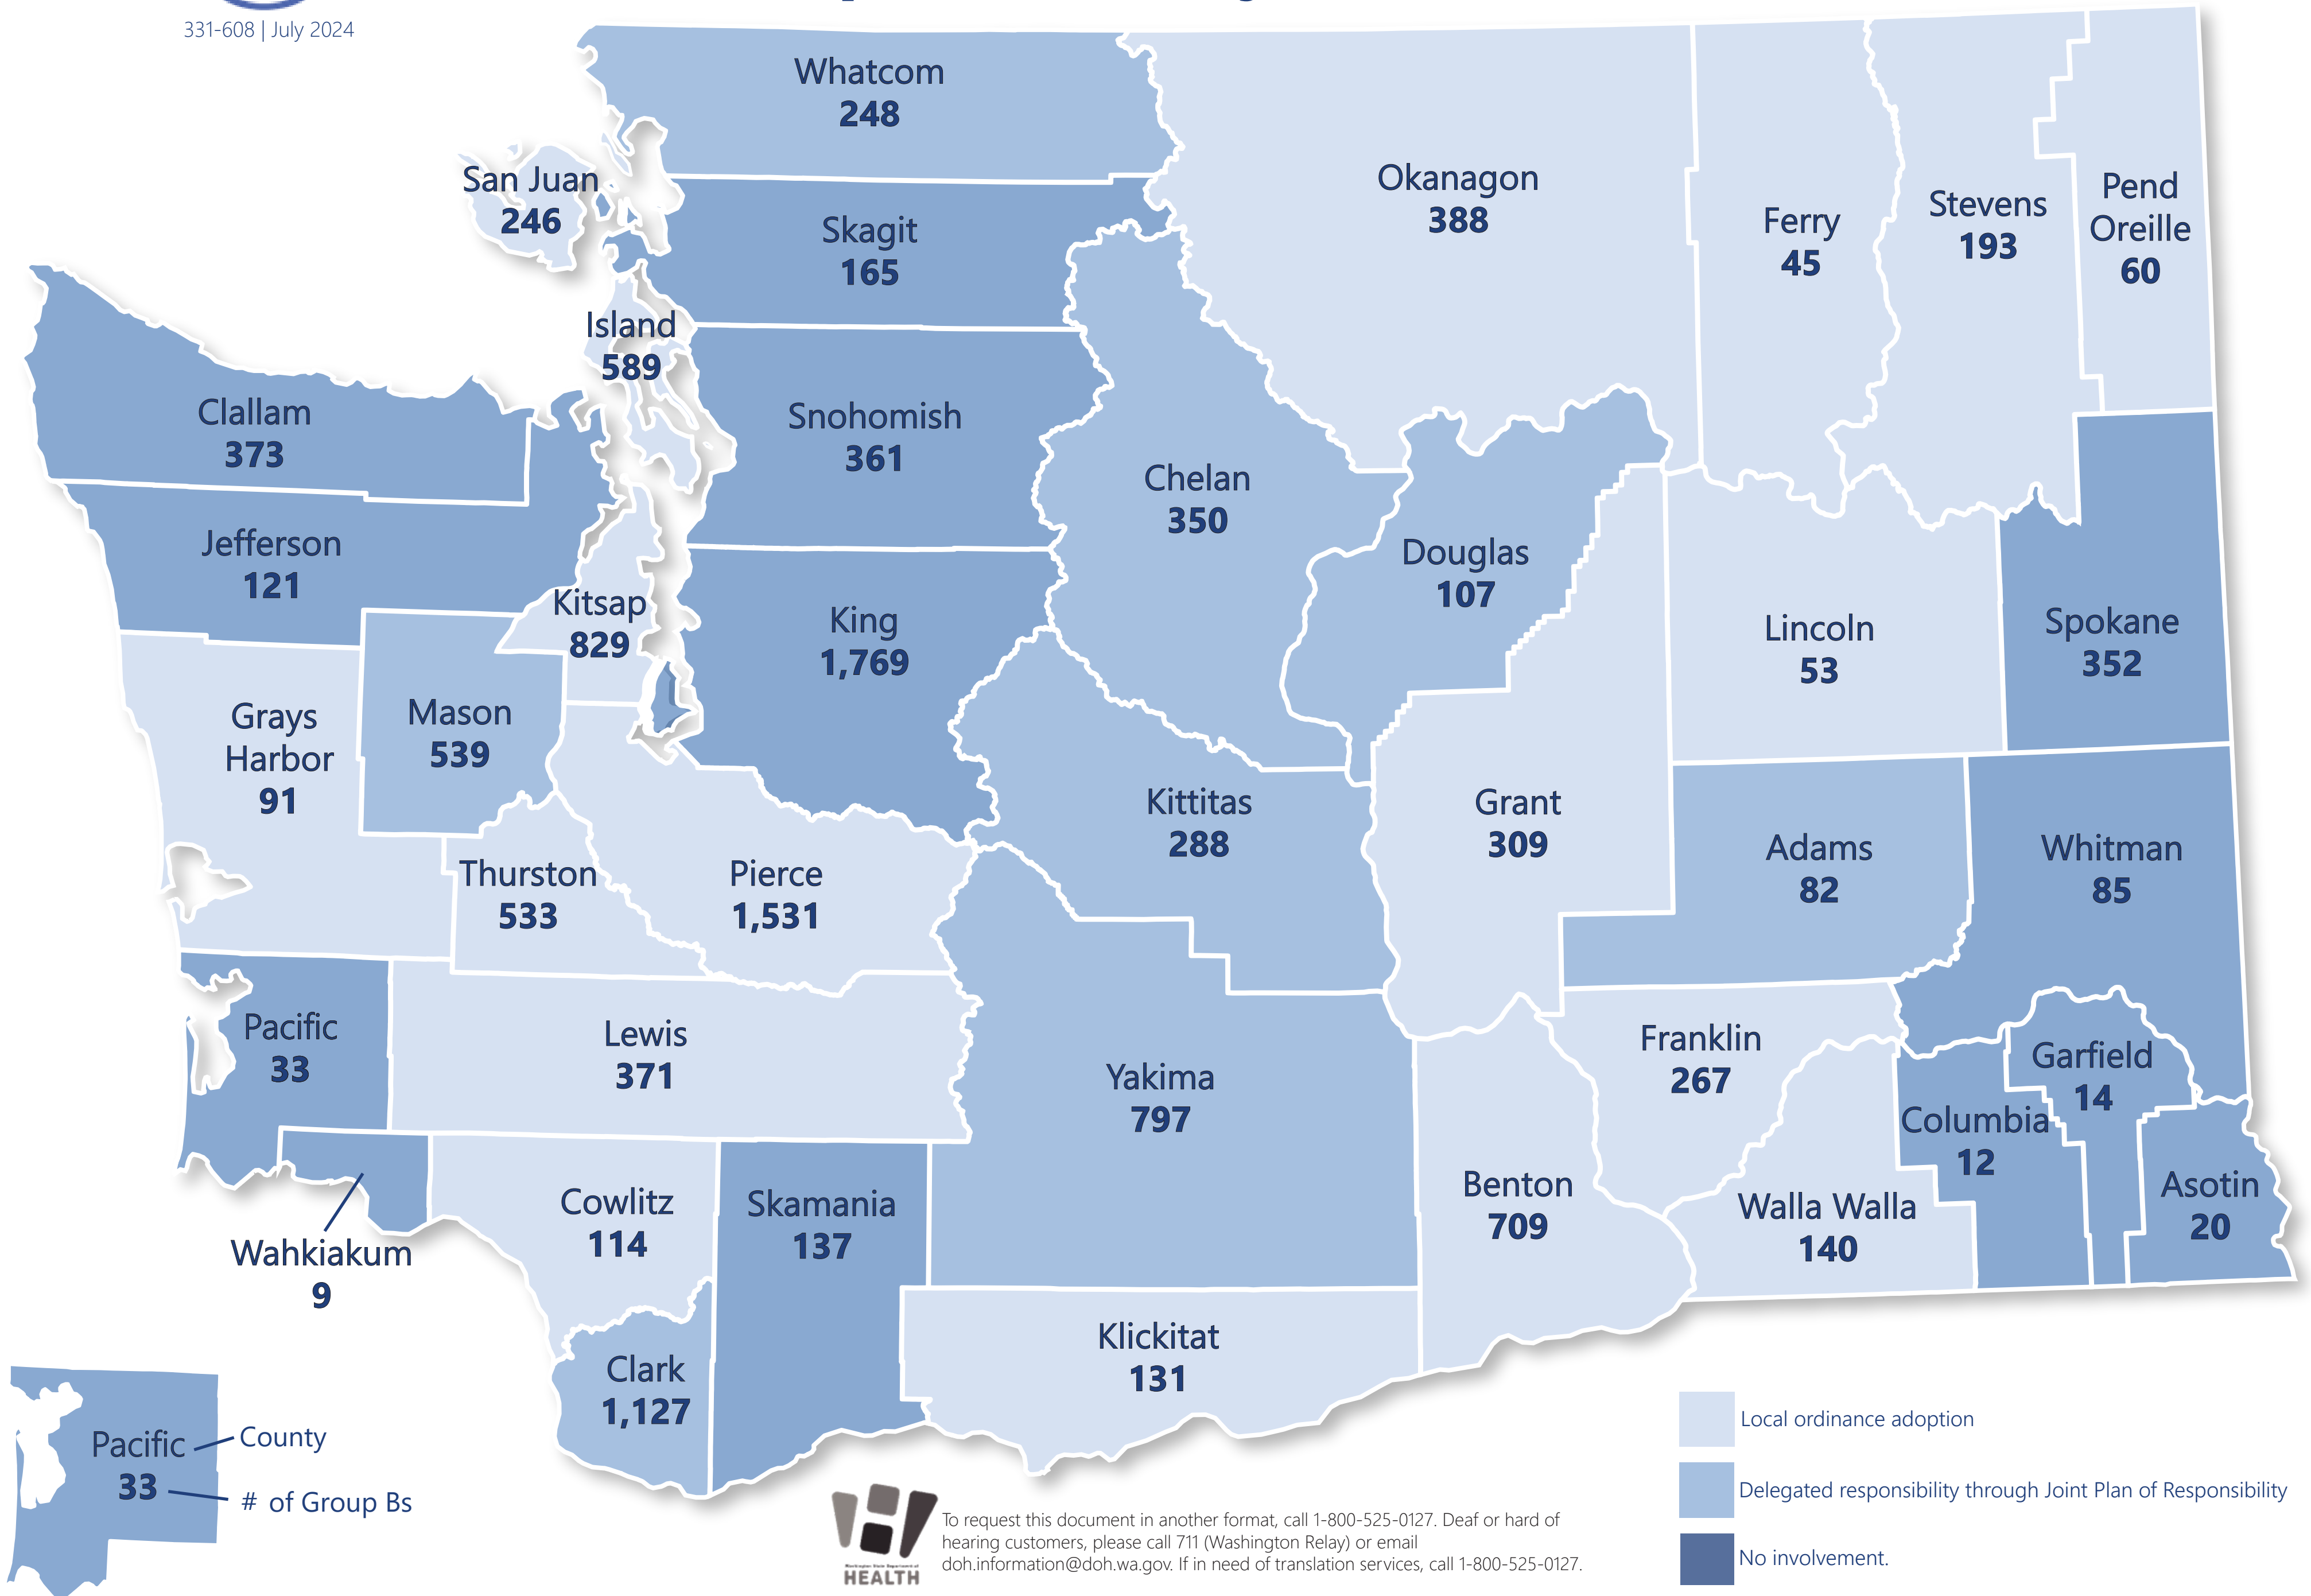 331-608 | July 2024
Whatcom
248
San Juan
246
Skagit
165
Okanagon
388
Ferry
45
Stevens
193
Pend
Oreille
60
Island
589
Clallam
373
Snohomish
361
Chelan
350
Jefferson
121
Douglas
107
Kitsap
829
King
1,769
Lincoln
53
Spokane
352
Grays
Harbor
91
Mason
539
Kittitas
288
Grant
309
Adams
82
Whitman
85
Thurston
533
Pierce
1,531
Pacific
33
Lewis
371
Yakima
797
Franklin
267
Garfield
14
Columbia
12
Asotin
20
Benton
709
Walla Walla
140
Cowlitz
114
Skamania
137
Wahkiakum
9
Klickitat
131
Clark
1,127
Pacific
33
County
# of Group Bs
Washington State Department of
HEALTH
To request this document in another format, call 1-800-525-0127. Deaf or hard of
hearing customers, please call 711 (Washington Relay) or email
doh.information@doh.wa.gov. If in need of translation services, call 1-800-525-0127.
Local ordinance adoption
Delegated responsibility through Joint Plan of Responsibility
No involvement.